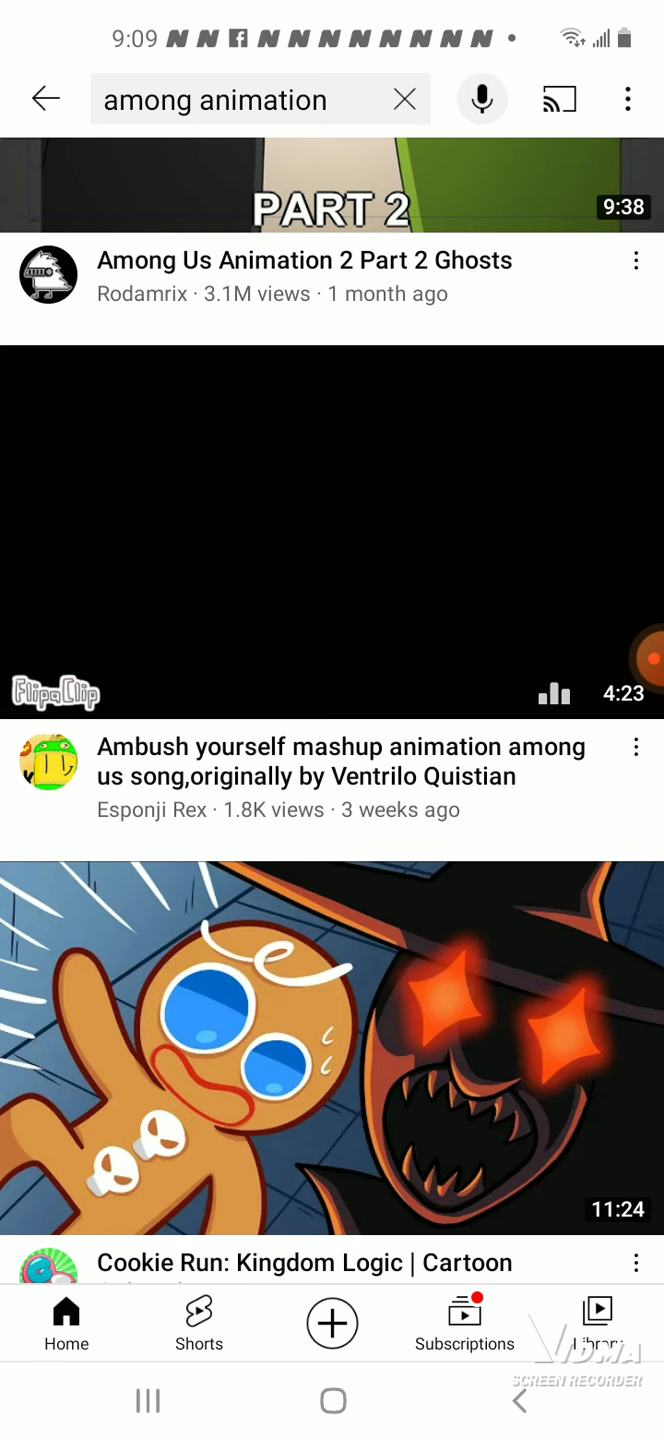 9:09
among animation
PART 2
9:38
Among Us Animation 2 Part 2 Ghosts
Rodamrix · 3.1M views · 1 month ago
FlipaClip
4:23
Ambush yourself mashup animation among
us song,originally by Ventrilo Quistian
Esponji Rex · 1.8K views · 3 weeks ago
11:24
Cookie Run: Kingdom Logic | Cartoon
Home
Shorts
Subscriptions
Library
VIDMA
SCREEN RECORDER